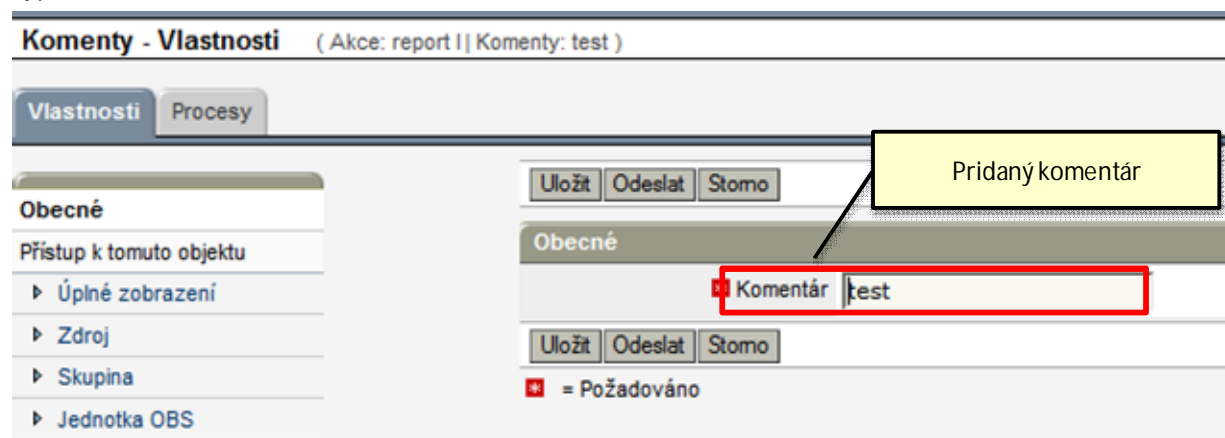 Komenty - Vlastnosti ( Akce: report I | Komenty: test )
Vlastnosti Procesy
Pridaný komentár
Uložit Odeslat Storno
Obecné
Přístup k tomuto objektu
Úplné zobrazení
Zdroj
Skupina
Jednotka OBS
Obecné
* Komentár test
Uložit Odeslat Storno
* = Požadováno